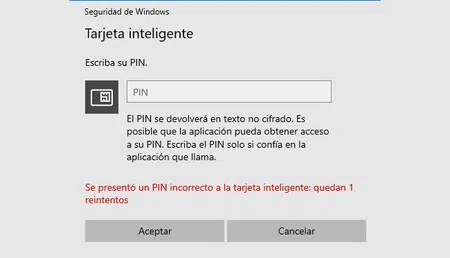 Seguridad de Windows
Tarjeta inteligente
Escriba su PIN.
PIN
El PIN se devolverá en texto no cifrado. Es
posible que la aplicación pueda obtener acceso
a su PIN. Escriba el PIN solo si confía en la
aplicación que llama.
Se presentó un PIN incorrecto a la tarjeta inteligente: quedan 1
reintentos
Aceptar
Cancelar